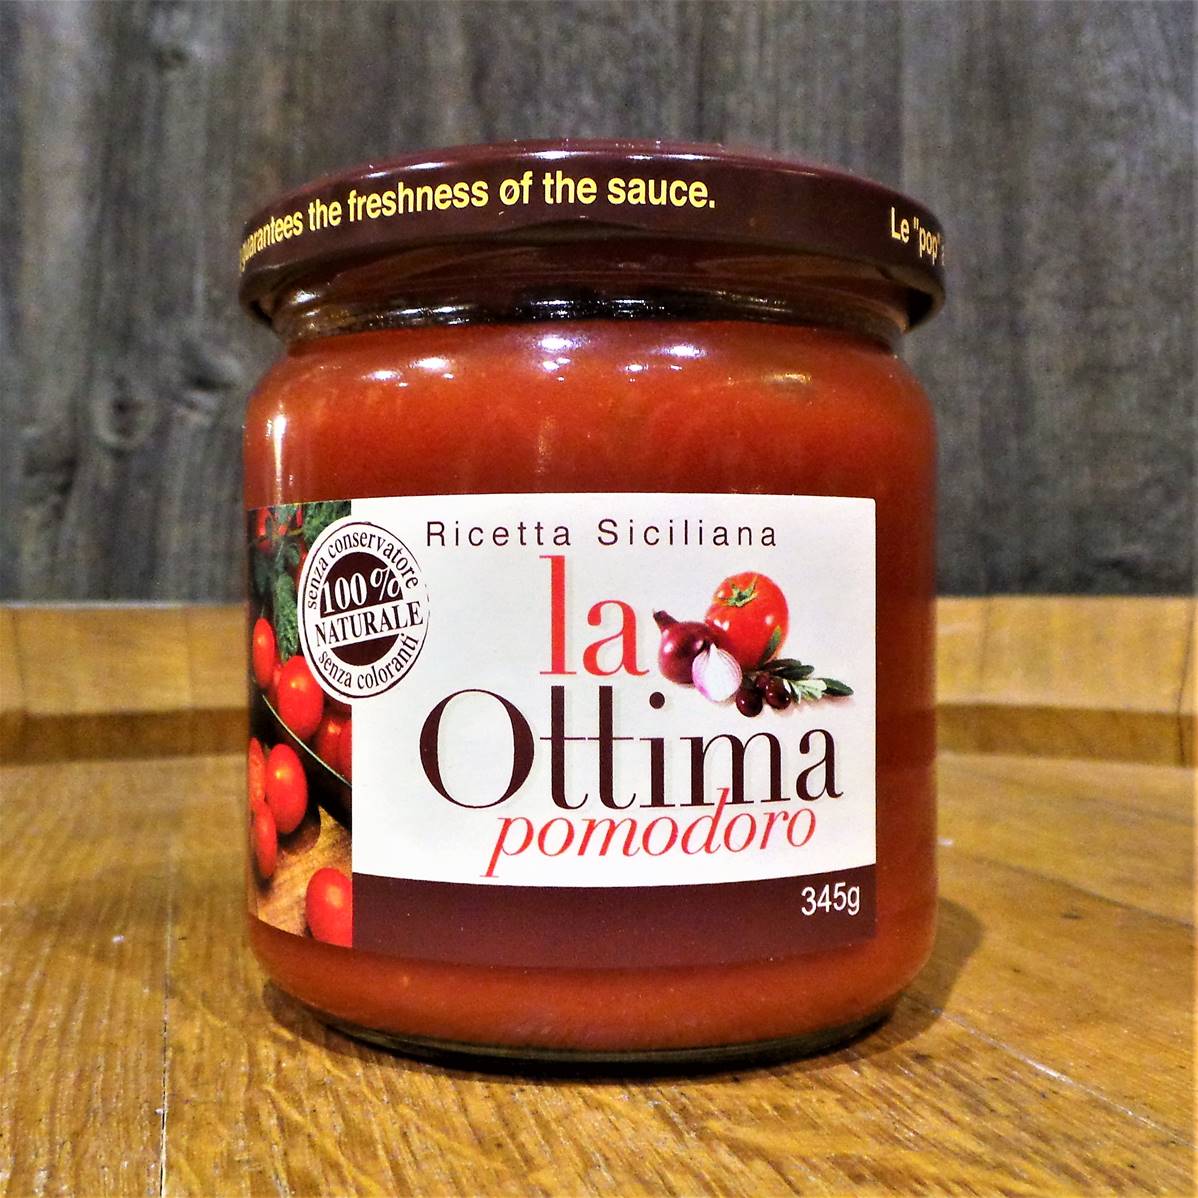 guarantees the freshness of the sauce.
Le "pop"
Ricetta Siciliana
senza conservatore
100%
NATURALE
senza coloranti
la
Ottima
pomodoro
345g